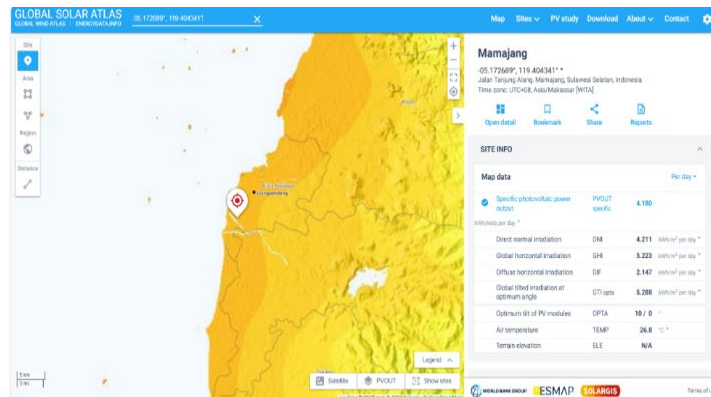 GLOBAL SOLAR ATLAS
GLOBAL WIND ATLAS | ENERGYDATA.INFO
-05.172689°, 119.404341°
Map Sites PV study Download About Contact
Site
Area
Region
Distance
5 km
Legend
Satellite PVOUT Show sites
Mamajang
-05.172689°, 119.404341°
Jalan Tanjung Alang, Mamajang, Sulawesi Selatan, Indonesia
Time zone: UTC+08, Asia/Makassar [WITA]
Open detail Bookmark Share Reports
SITE INFO
Map data Per day
Specific photovoltaic power output PVOUT specific 4.180
kWh/kWp per day
Direct normal irradiation DNI 4.211 kWh/m² per day
Global horizontal irradiation GHI 5.223 kWh/m² per day
Diffuse horizontal irradiation DIF 2.147 kWh/m² per day
Global tilted irradiation at optimum angle GTI opta 5.288 kWh/m² per day
Optimum tilt of PV modules OPTA 10 / 0 °
Air temperature TEMP 26.8 °C
Terrain elevation ELE N/A
WORLD BANK GROUP ESMAP SOLARGIS Terms of